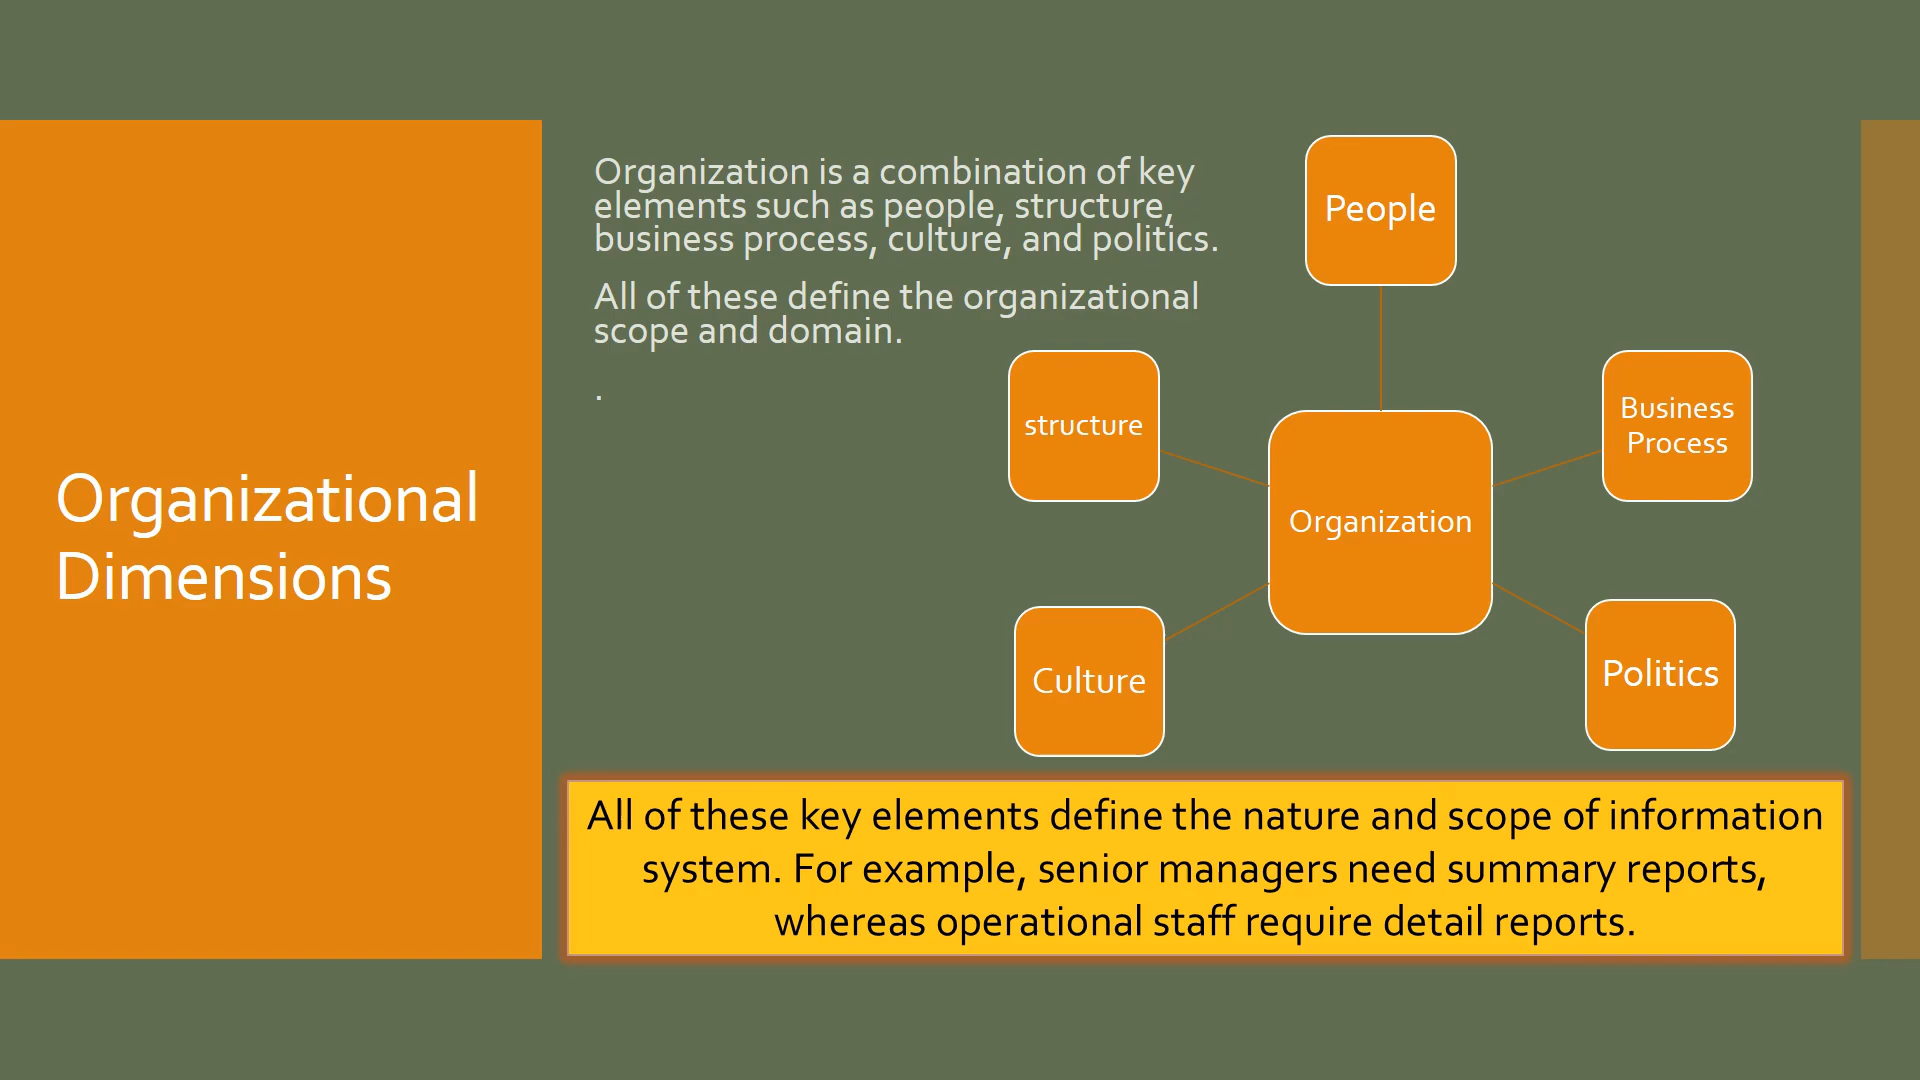 Organizational
Dimensions
Organization is a combination of key
elements such as people, structure,
business process, culture, and politics.
All of these define the organizational
scope and domain.
.
People
structure
Business
Process
Organization
Culture
Politics
All of these key elements define the nature and scope of information
system. For example, senior managers need summary reports,
whereas operational staff require detail reports.